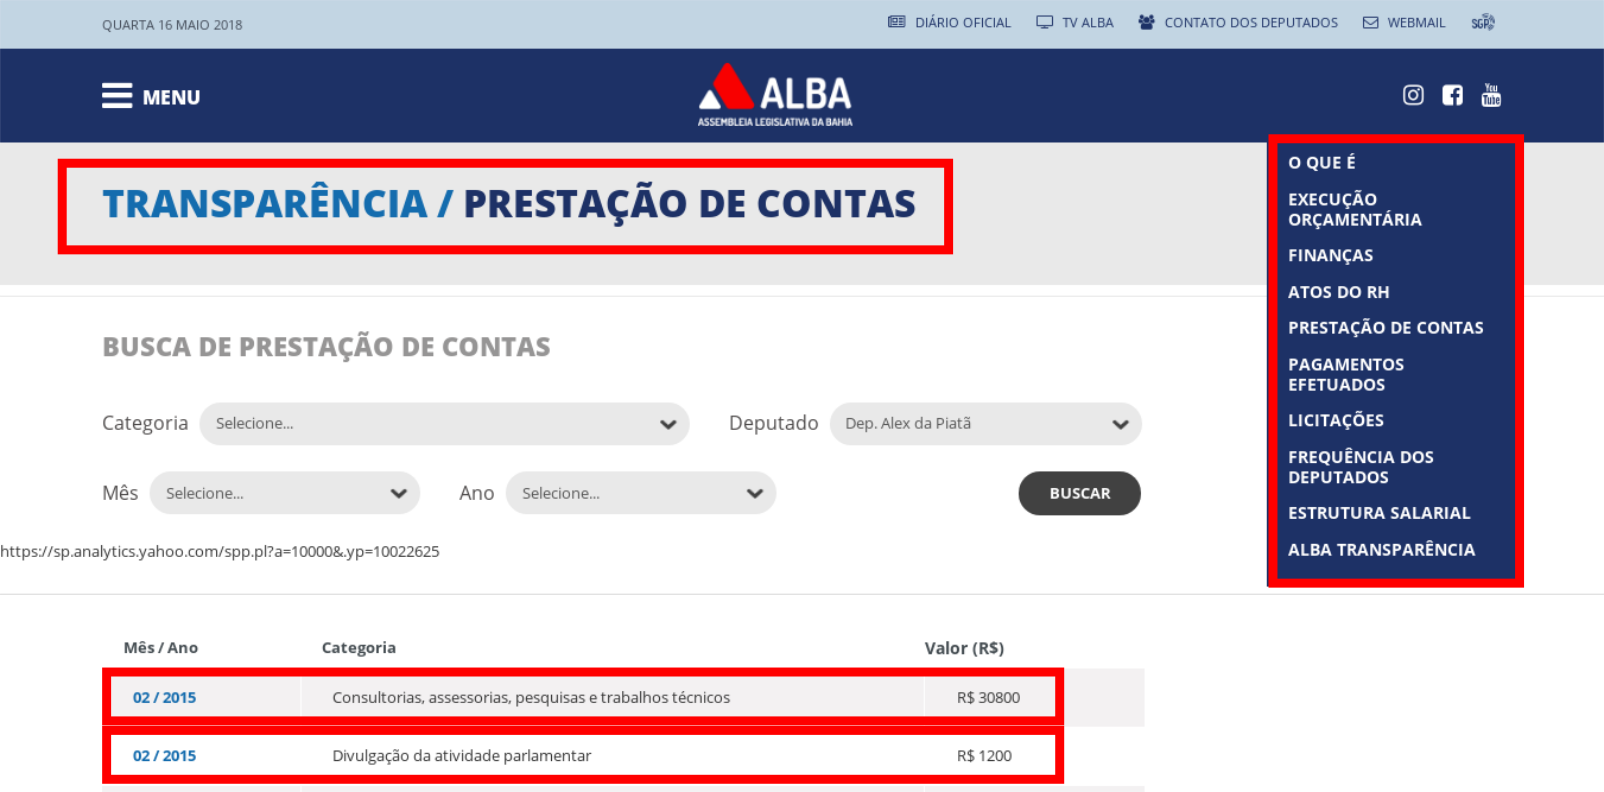 QUARTA 16 MAIO 2018
DIÁRIO OFICIAL
TV ALBA
CONTATO DOS DEPUTADOS
WEBMAIL
SGP
MENU
ALBA
ASSEMBLEIA LEGISLATIVA DA BAHIA
You
Tube
TRANSPARÊNCIA / PRESTAÇÃO DE CONTAS
O QUE É
EXECUÇÃO
ORÇAMENTÁRIA
FINANÇAS
ATOS DO RH
PRESTAÇÃO DE CONTAS
PAGAMENTOS
EFETUADOS
LICITAÇÕES
FREQUÊNCIA DOS
DEPUTADOS
ESTRUTURA SALARIAL
ALBA TRANSPARÊNCIA
BUSCA DE PRESTAÇÃO DE CONTAS
Categoria Selecione... Deputado Dep. Alex da Piatã
Mês Selecione... Ano Selecione... BUSCAR
https://sp.analytics.yahoo.com/spp.pl?a=10000&.yp=10022625
Mês / Ano Categoria Valor (R$)
02 / 2015 Consultorias, assessorias, pesquisas e trabalhos técnicos R$ 30800
02 / 2015 Divulgação da atividade parlamentar R$ 1200